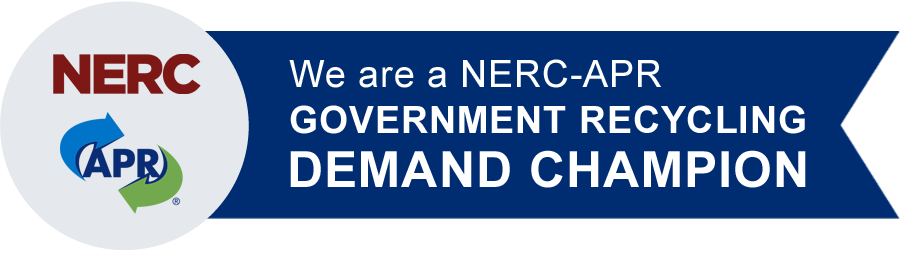 NERC
APR®
We are a NERC-APR
GOVERNMENT RECYCLING
DEMAND CHAMPION